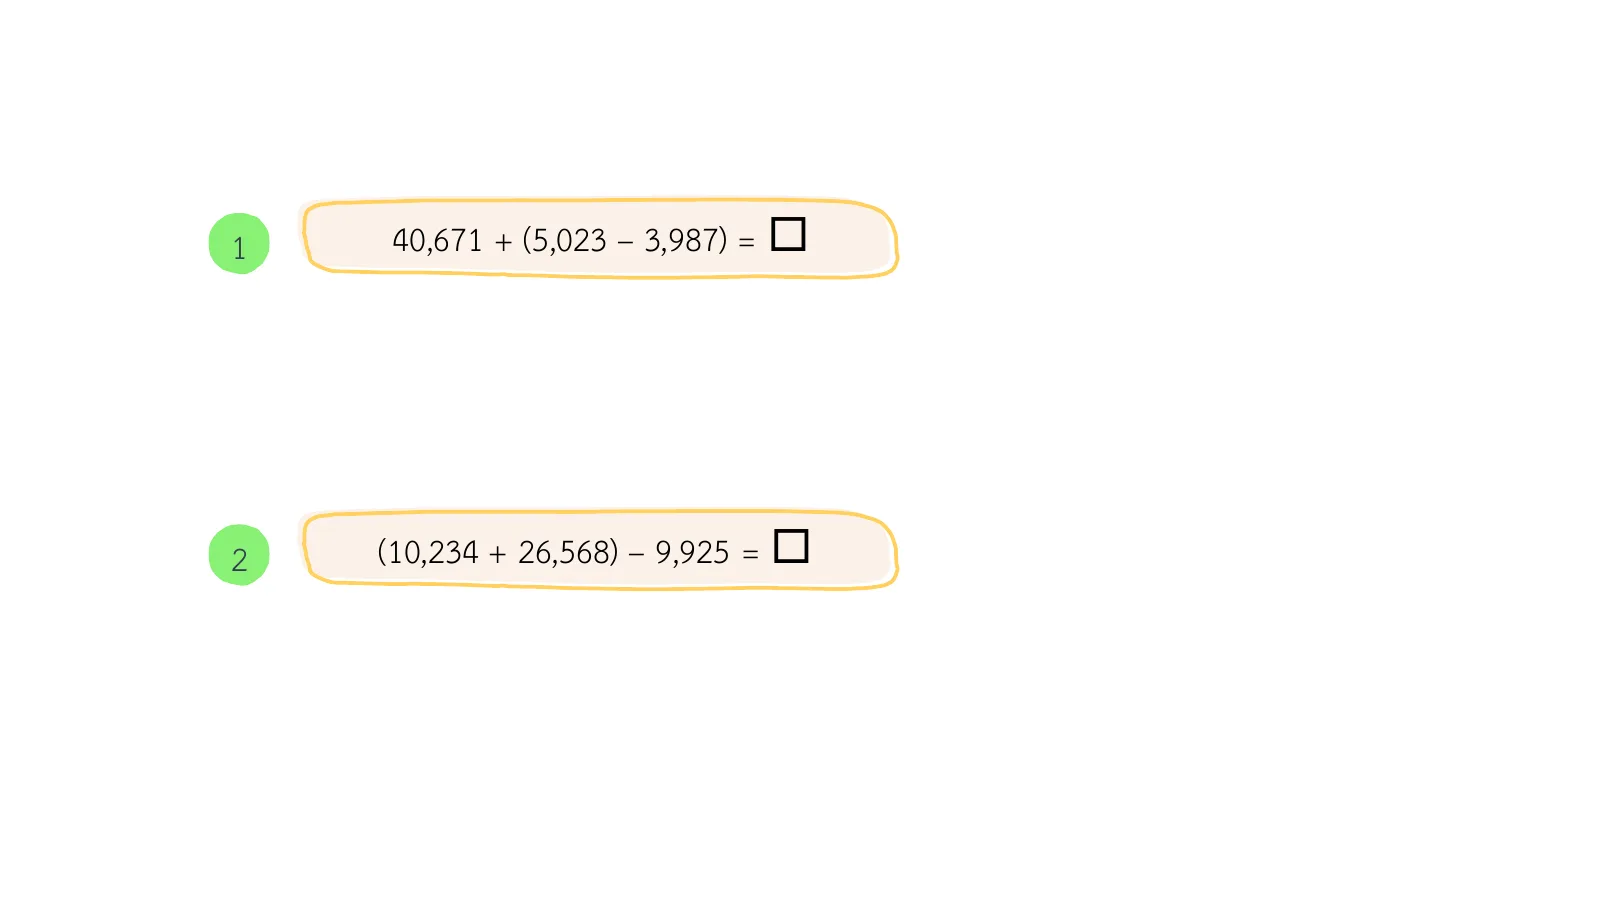 1 40,671 + (5,023 – 3,987) = □
2 (10,234 + 26,568) – 9,925 = □